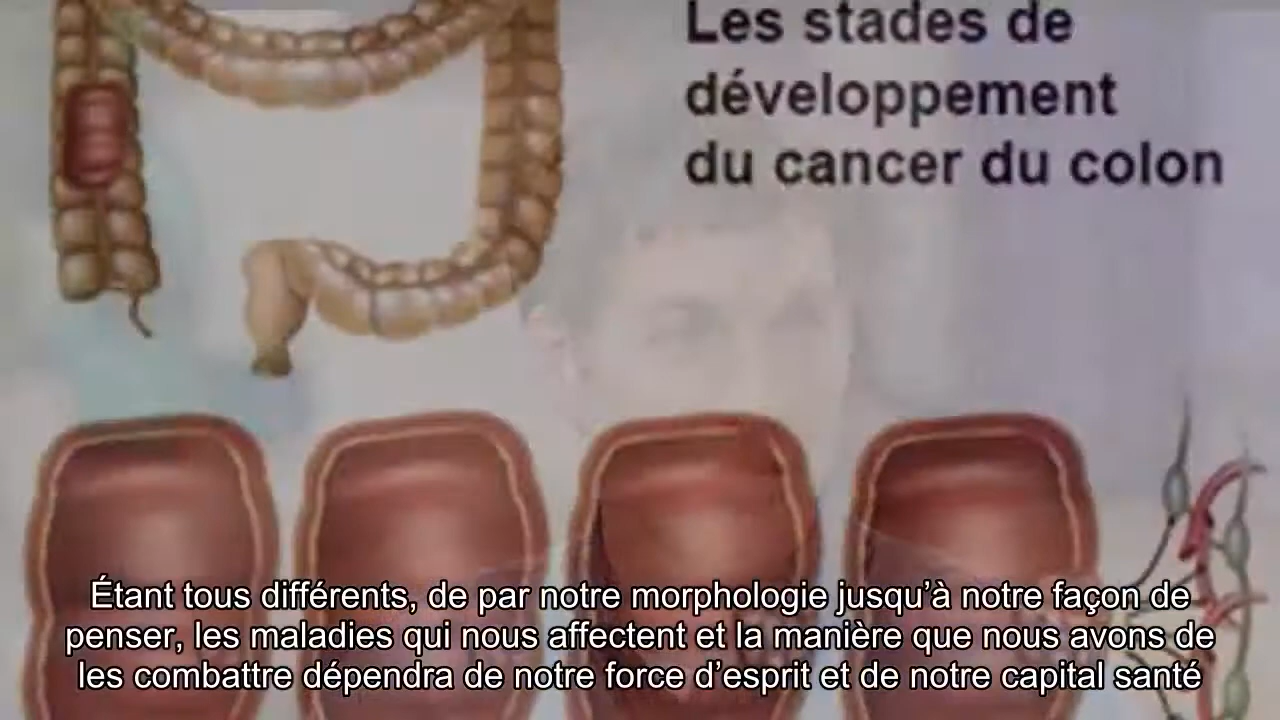 Les stades de
développement
du cancer du colon
Étant tous différents, de par notre morphologie jusqu’à notre façon de
penser, les maladies qui nous affectent et la manière que nous avons de
les combattre dépendra de notre force d’esprit et de notre capital santé